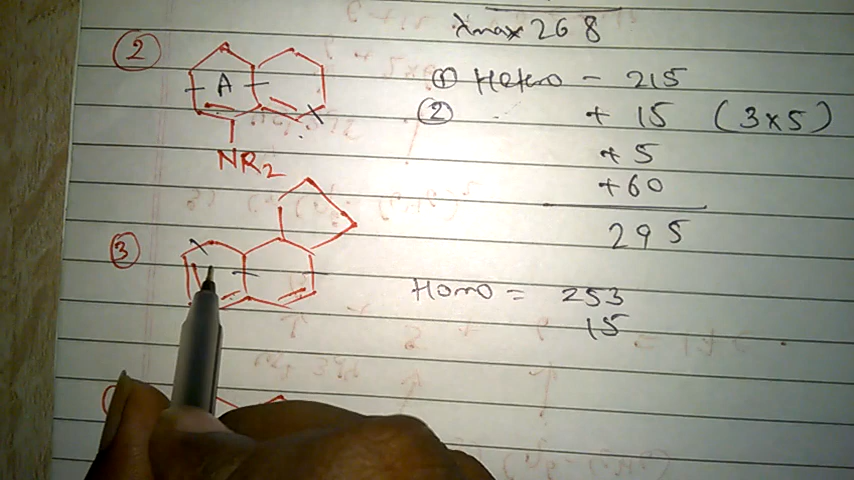 λmax 268
② A ① Hetero - 215
② + 15 (3x5)
+ 5
NR2 +60
295
③ Homo = 253
15